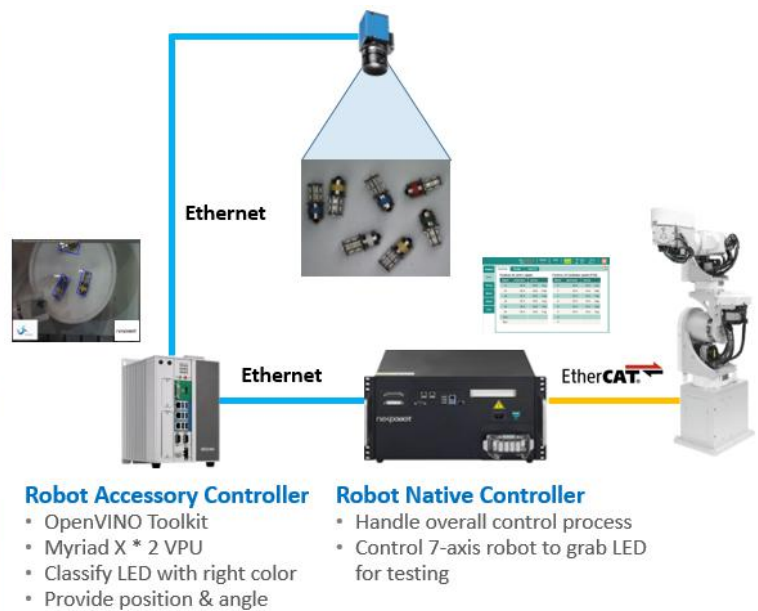 Ethernet
Ethernet
EtherCAT
nexcobot
Robot Accessory Controller
• OpenVINO Toolkit
• Myriad X * 2 VPU
• Classify LED with right color
• Provide position & angle
Robot Native Controller
• Handle overall control process
• Control 7-axis robot to grab LED
for testing